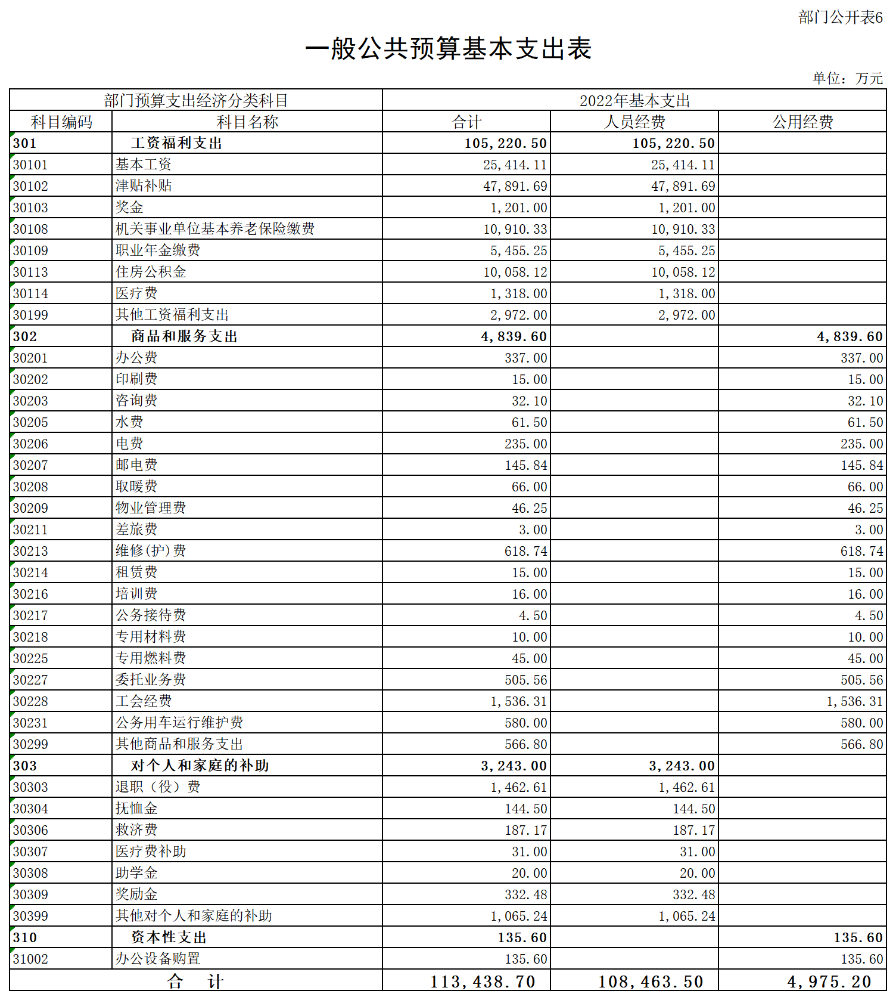 部门公开表6
一般公共预算基本支出表
单位：万元
部门预算支出经济分类科目 2022年基本支出
科目编码 科目名称 合计 人员经费 公用经费
301 工资福利支出 105,220.50 105,220.50
30101 基本工资 25,414.11 25,414.11
30102 津贴补贴 47,891.69 47,891.69
30103 奖金 1,201.00 1,201.00
30108 机关事业单位基本养老保险缴费 10,910.33 10,910.33
30109 职业年金缴费 5,455.25 5,455.25
30113 住房公积金 10,058.12 10,058.12
30114 医疗费 1,318.00 1,318.00
30199 其他工资福利支出 2,972.00 2,972.00
302 商品和服务支出 4,839.60 4,839.60
30201 办公费 337.00 337.00
30202 印刷费 15.00 15.00
30203 咨询费 32.10 32.10
30205 水费 61.50 61.50
30206 电费 235.00 235.00
30207 邮电费 145.84 145.84
30208 取暖费 66.00 66.00
30209 物业管理费 46.25 46.25
30211 差旅费 3.00 3.00
30213 维修(护)费 618.74 618.74
30214 租赁费 15.00 15.00
30216 培训费 16.00 16.00
30217 公务接待费 4.50 4.50
30218 专用材料费 10.00 10.00
30225 专用燃料费 45.00 45.00
30227 委托业务费 505.56 505.56
30228 工会经费 1,536.31 1,536.31
30231 公务用车运行维护费 580.00 580.00
30299 其他商品和服务支出 566.80 566.80
303 对个人和家庭的补助 3,243.00 3,243.00
30303 退职（役）费 1,462.61 1,462.61
30304 抚恤金 144.50 144.50
30306 救济费 187.17 187.17
30307 医疗费补助 31.00 31.00
30308 助学金 20.00 20.00
30309 奖励金 332.48 332.48
30399 其他对个人和家庭的补助 1,065.24 1,065.24
310 资本性支出 135.60 135.60
31002 办公设备购置 135.60 135.60
合 计 113,438.70 108,463.50 4,975.20